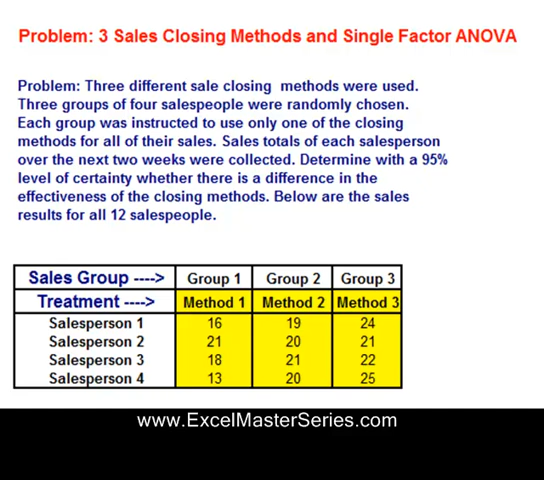 Problem: 3 Sales Closing Methods and Single Factor ANOVA
Problem: Three different sale closing methods were used.
Three groups of four salespeople were randomly chosen.
Each group was instructed to use only one of the closing
methods for all of their sales. Sales totals of each salesperson
over the next two weeks were collected. Determine with a 95%
level of certainty whether there is a difference in the
effectiveness of the closing methods. Below are the sales
results for all 12 salespeople.
Sales Group ----> Group 1 Group 2 Group 3
Treatment ----> Method 1 Method 2 Method 3
Salesperson 1 16 19 24
Salesperson 2 21 20 21
Salesperson 3 18 21 22
Salesperson 4 13 20 25
www.ExcelMasterSeries.com